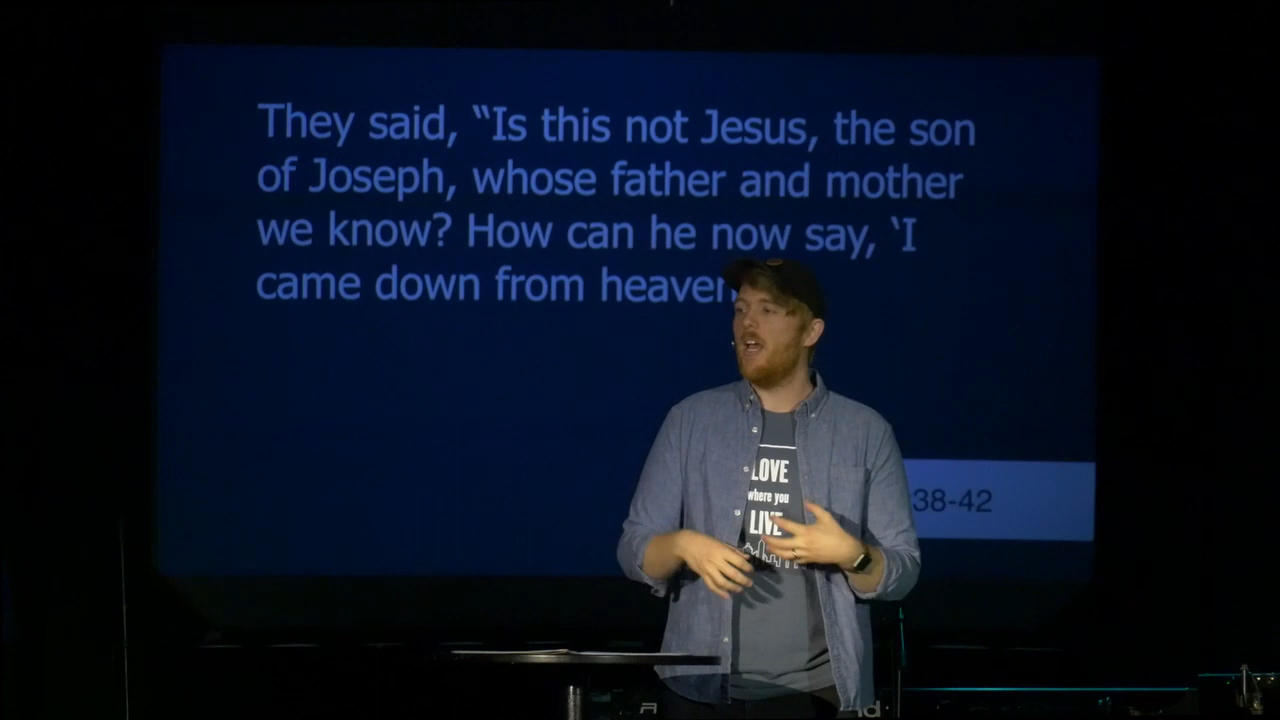 They said, “Is this not Jesus, the son
of Joseph, whose father and mother
we know? How can he now say, ‘I
came down from heaven
38-42
LOVE
where you
LIVE